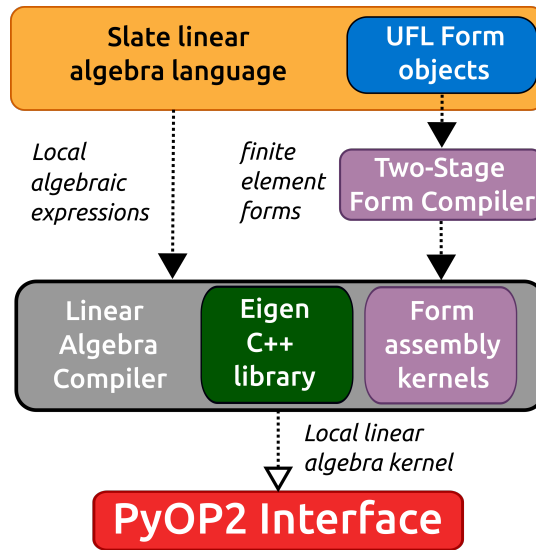 Slate linear
algebra language
UFL Form
objects
Local
algebraic
expressions
finite
element
forms
Two-Stage
Form Compiler
Linear
Algebra
Compiler
Eigen
C++
library
Form
assembly
kernels
Local linear
algebra kernel
PyOP2 Interface